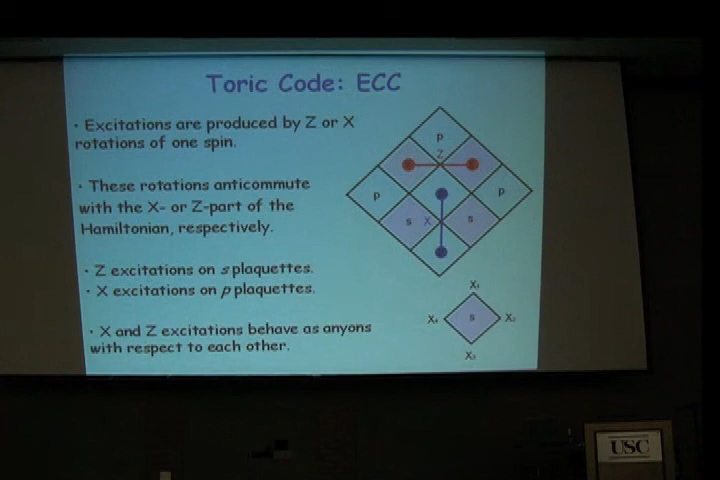 Toric Code: ECC
· Excitations are produced by Z or X
rotations of one spin.
· These rotations anticommute
with the X- or Z-part of the
Hamiltonian, respectively.
· Z excitations on s plaquettes.
· X excitations on p plaquettes.
· X and Z excitations behave as anyons
with respect to each other.
p
Z
p
p
s
X
s
X₁
X₄
s
X₂
X₃
USC